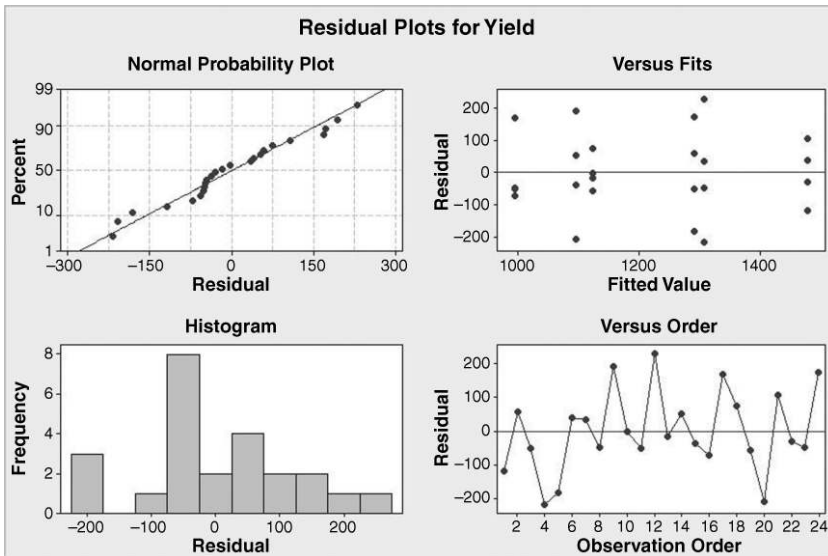 Residual Plots for Yield
Normal Probability Plot
Percent
99
90
50
10
1
−300 −150 0 150 300
Residual
Versus Fits
Residual
200
100
0
−100
−200
1000 1200 1400
Fitted Value
Histogram
Frequency
8
6
4
2
0
−200 −100 0 100 200
Residual
Versus Order
Residual
200
100
0
−100
−200
2 4 6 8 10 12 14 16 18 20 22 24
Observation Order